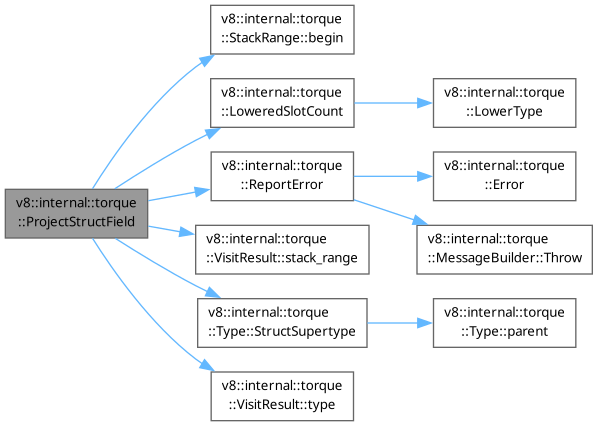 v8::internal::torque
::ProjectStructField
v8::internal::torque
::StackRange::begin
v8::internal::torque
::LoweredSlotCount
v8::internal::torque
::LowerType
v8::internal::torque
::ReportError
v8::internal::torque
::Error
v8::internal::torque
::MessageBuilder::Throw
v8::internal::torque
::VisitResult::stack_range
v8::internal::torque
::Type::StructSupertype
v8::internal::torque
::Type::parent
v8::internal::torque
::VisitResult::type